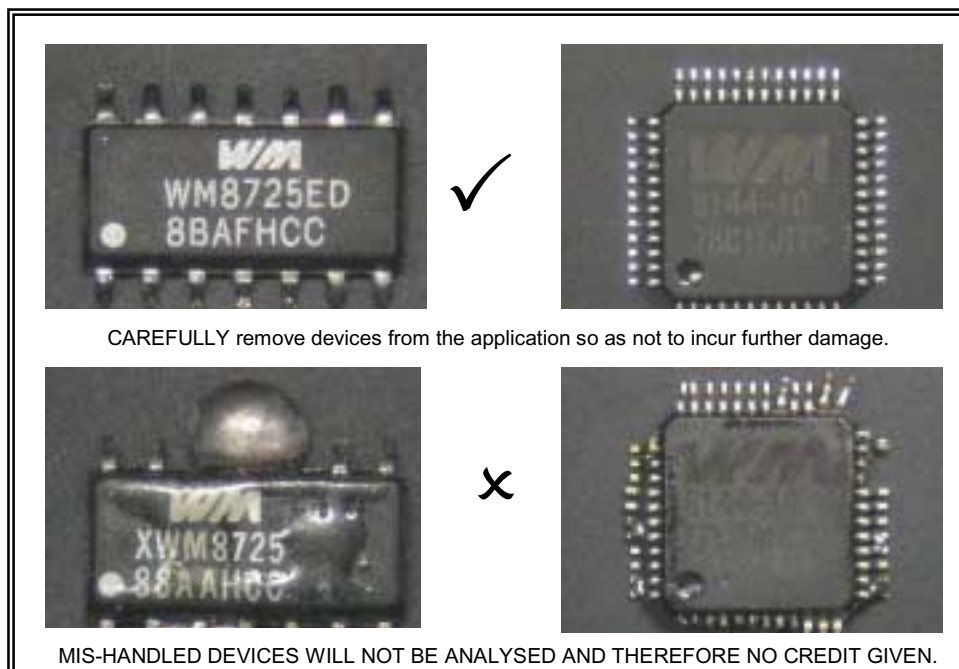 WM
WM8725ED
8BAFHCC
CAREFULLY remove devices from the application so as not to incur further damage.
WM
XWM8725
88AAHCC
MIS-HANDLED DEVICES WILL NOT BE ANALYSED AND THEREFORE NO CREDIT GIVEN.